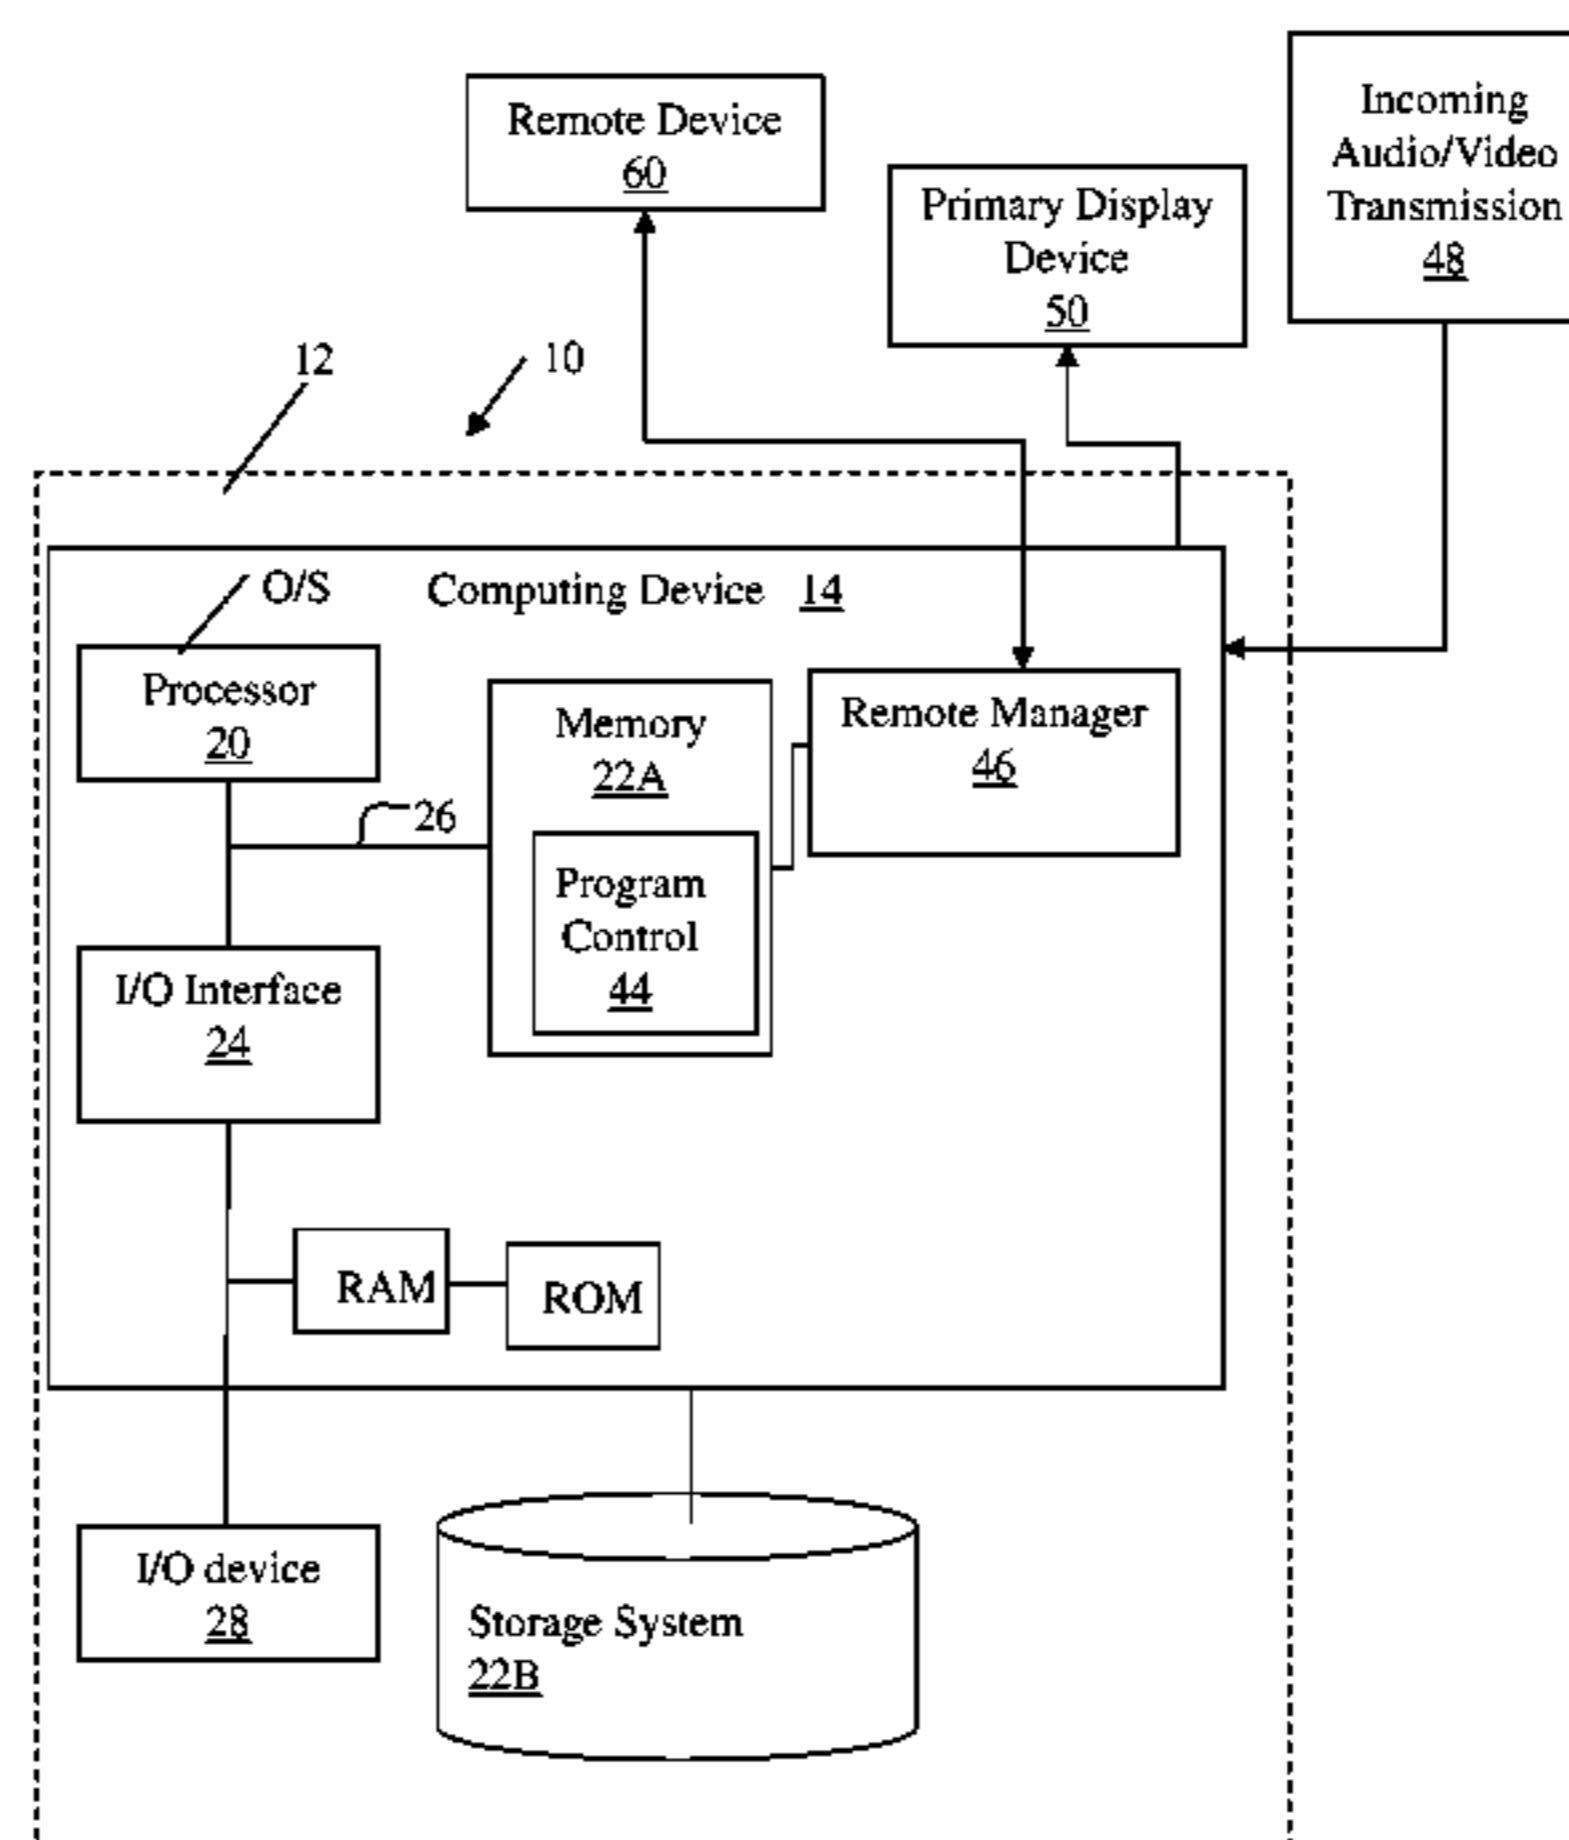 Remote Device
60
Primary Display
Device
50
Incoming
Audio/Video
Transmission
48
12
10
O/S
Computing Device 14
Processor
20
Memory
22A
Remote Manager
46
26
Program
Control
44
I/O Interface
24
RAM
ROM
I/O device
28
Storage System
22B